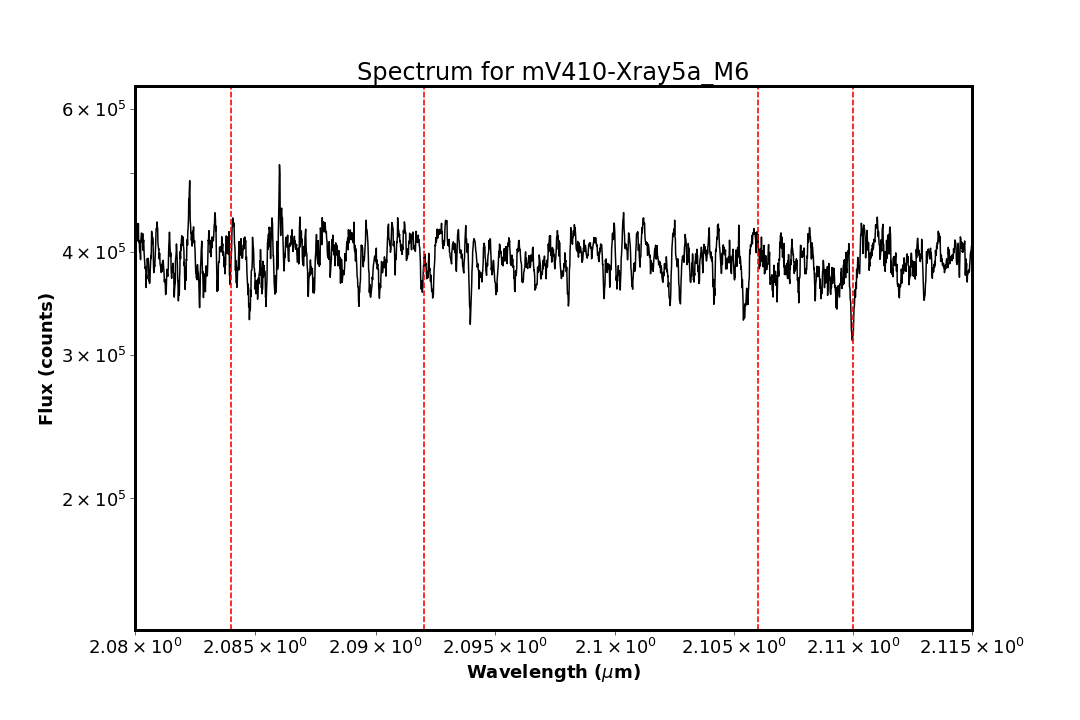 Spectrum for mV410-Xray5a_M6
6 × 10⁵
4 × 10⁵
3 × 10⁵
2 × 10⁵
Flux (counts)
2.08 × 10⁰ 2.085 × 10⁰ 2.09 × 10⁰ 2.095 × 10⁰ 2.1 × 10⁰ 2.105 × 10⁰ 2.11 × 10⁰ 2.115 × 10⁰
Wavelength (μm)